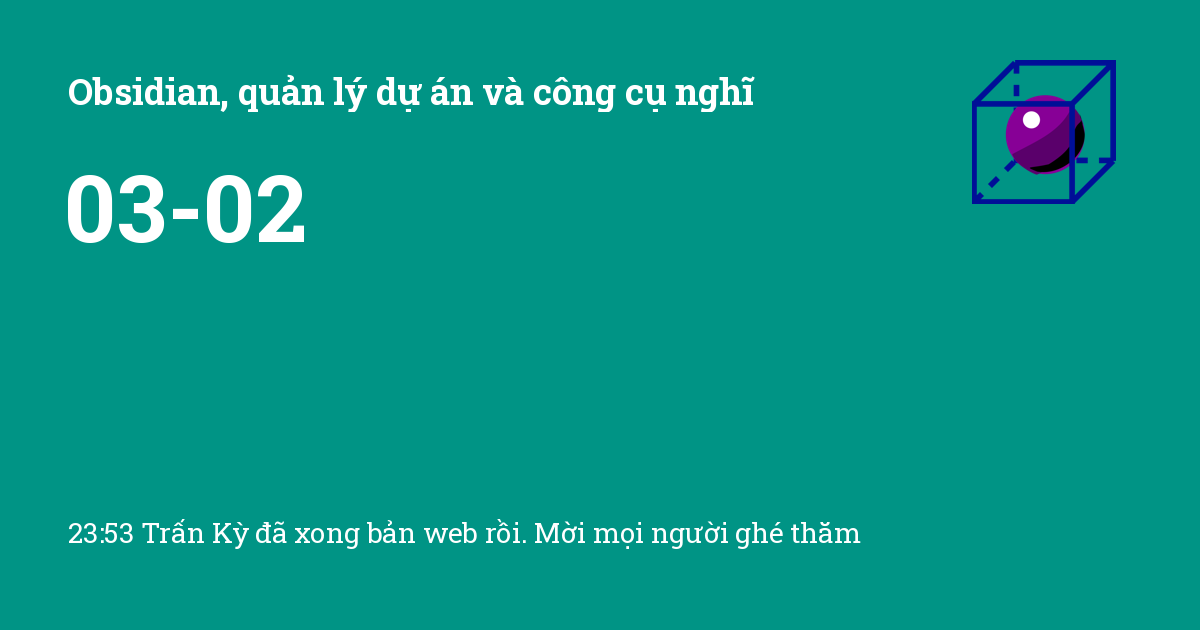 Obsidian, quản lý dự án và công cụ nghĩ
03-02
23:53 Trấn Kỳ đã xong bản web rồi. Mời mọi người ghé thăm